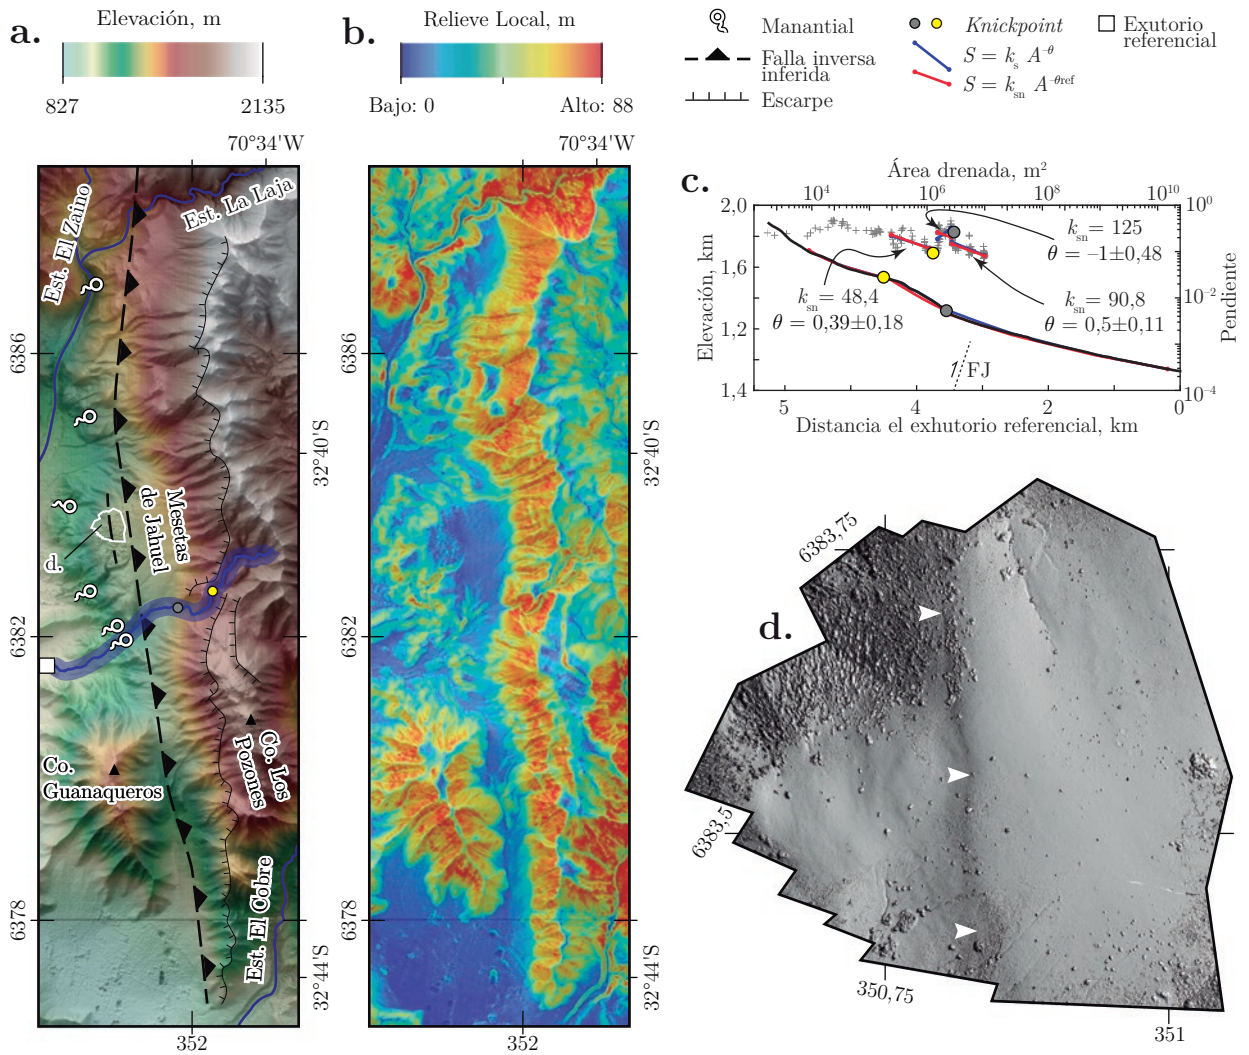 a.
Elevación, m
827
2135
70°34'W
Est. El Zaino
Est. La Laja
Mesetas
de Jahuel
d.
Co.
Guanaqueros
Co. Los
Pozones
Est. El Cobre
6386
6382
6378
32°40'S
32°44'S
352
b.
Relieve Local, m
Bajo: 0
Alto: 88
70°34'W
6386
6382
6378
32°40'S
32°44'S
352
Manantial
Falla inversa
inferida
Escarpe
Knickpoint
S = kₛ A^-θ
S = kₛₙ A^-θref
Exutorio
referencial
c.
Área drenada, m²
10⁴
10⁶
10⁸
10¹⁰
2,0
1,6
1,2
1,4
Elevación, km
10⁰
10⁻²
10⁻⁴
Pendiente
kₛₙ = 125
θ = –1±0,48
kₛₙ = 48,4
θ = 0,39±0,18
kₛₙ = 90,8
θ = 0,5±0,11
FJ
5
4
3
2
0
Distancia el exhutorio referencial, km
d.
6383,75
6383,5
350,75
351